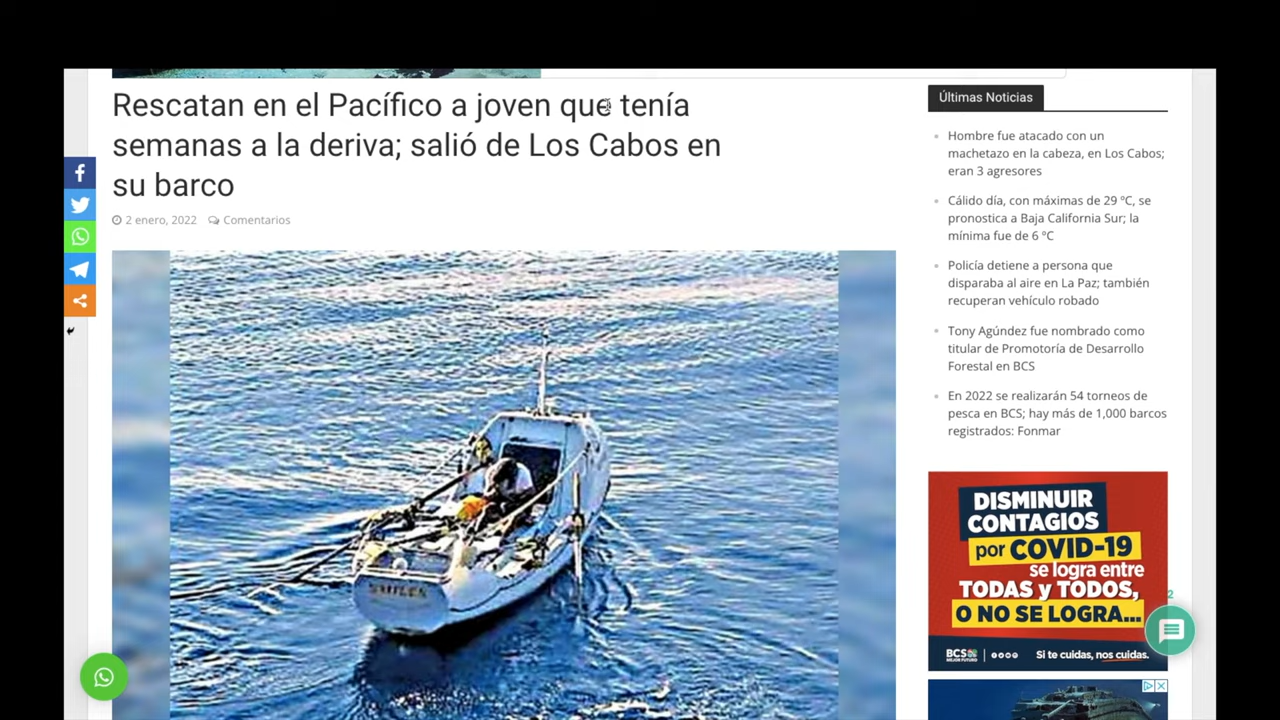 Rescatan en el Pacífico a joven que tenía
semanas a la deriva; salió de Los Cabos en
su barco
2 enero, 2022 Comentarios
SMILES
Últimas Noticias
Hombre fue atacado con un
machetazo en la cabeza, en Los Cabos;
eran 3 agresores
Cálido día, con máximas de 29 °C, se
pronostica a Baja California Sur; la
mínima fue de 6 °C
Policía detiene a persona que
disparaba al aire en La Paz; también
recuperan vehículo robado
Tony Agúndez fue nombrado como
titular de Promotoría de Desarrollo
Forestal en BCS
En 2022 se realizarán 54 torneos de
pesca en BCS; hay más de 1,000 barcos
registrados: Fonmar
DISMINUIR
CONTAGIOS
por COVID-19
se logra entre
TODAS y TODOS,
O NO SE LOGRA...
BCS
MEJOR FUTURO
Si te cuidas, nos cuidas.
2